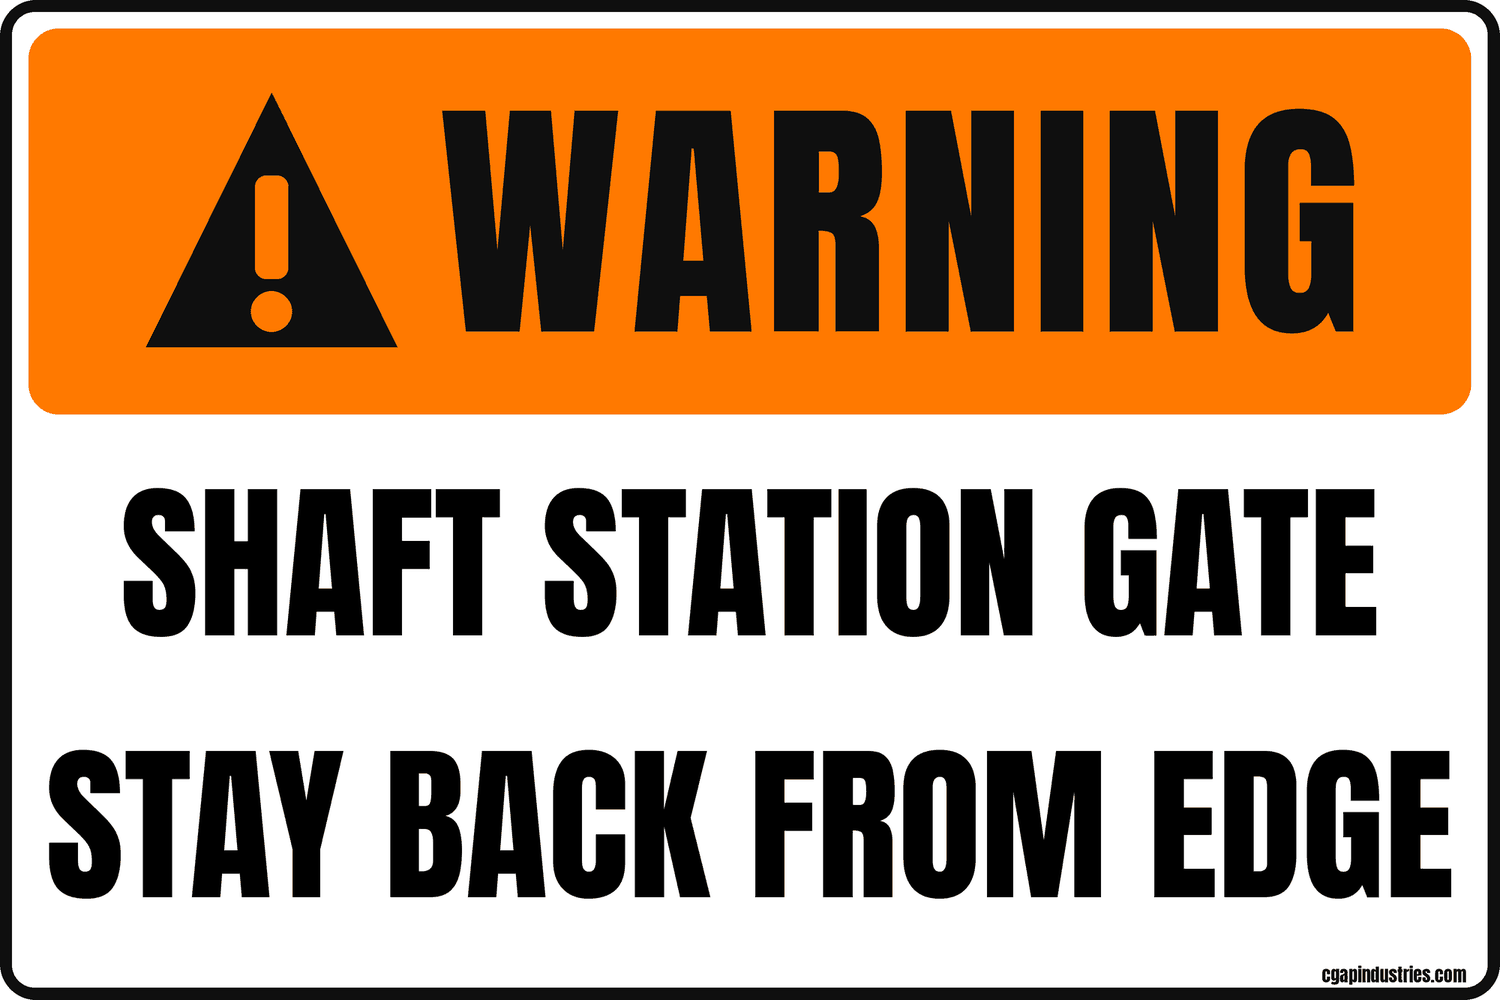 WARNING
SHAFT STATION GATE
STAY BACK FROM EDGE
cgapindustries.com